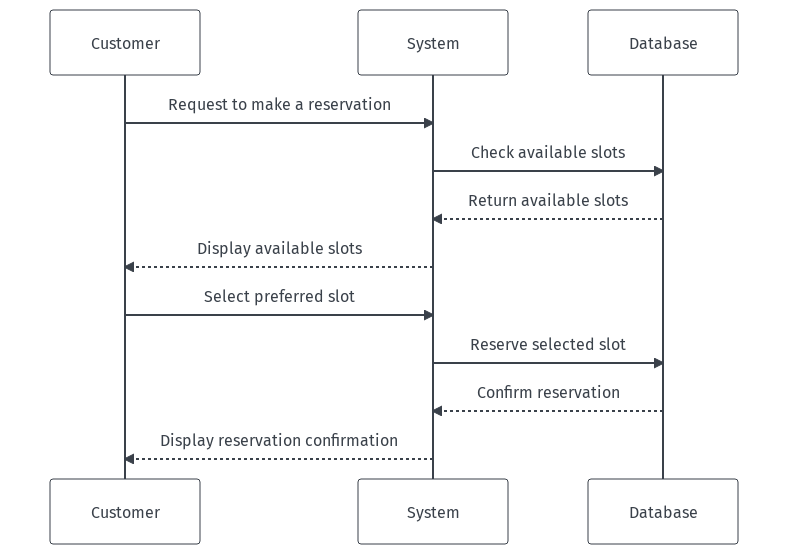 Customer
System
Database
Request to make a reservation
Check available slots
Return available slots
Display available slots
Select preferred slot
Reserve selected slot
Confirm reservation
Display reservation confirmation
Customer
System
Database